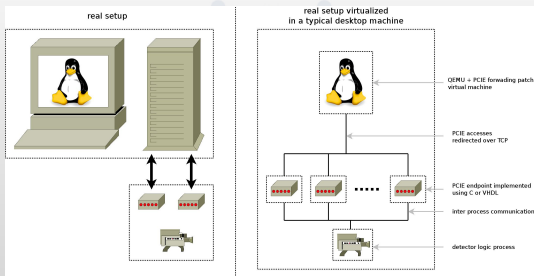 real setup
real setup virtualized
in a typical desktop machine
QEMU + PCIE forwading patch
virtual machine
PCIE accesses
redirected over TCP
PCIE endpoint implemented
using C or VHDL
inter process communication
detector logic process